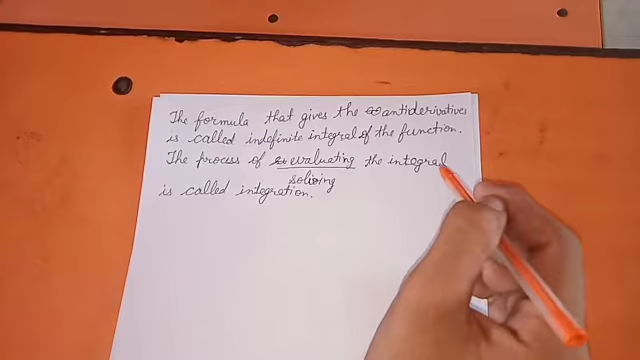 The formula that gives the antiderivatives
is called indefinite integral of the function.
The process of evaluating the integral
solving
is called integration.